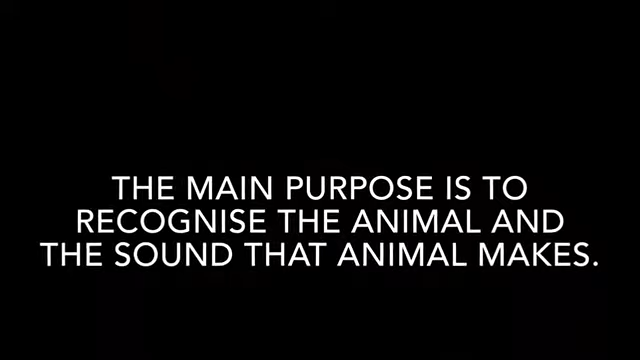 THE MAIN PURPOSE IS TO
RECOGNISE THE ANIMAL AND
THE SOUND THAT ANIMAL MAKES.